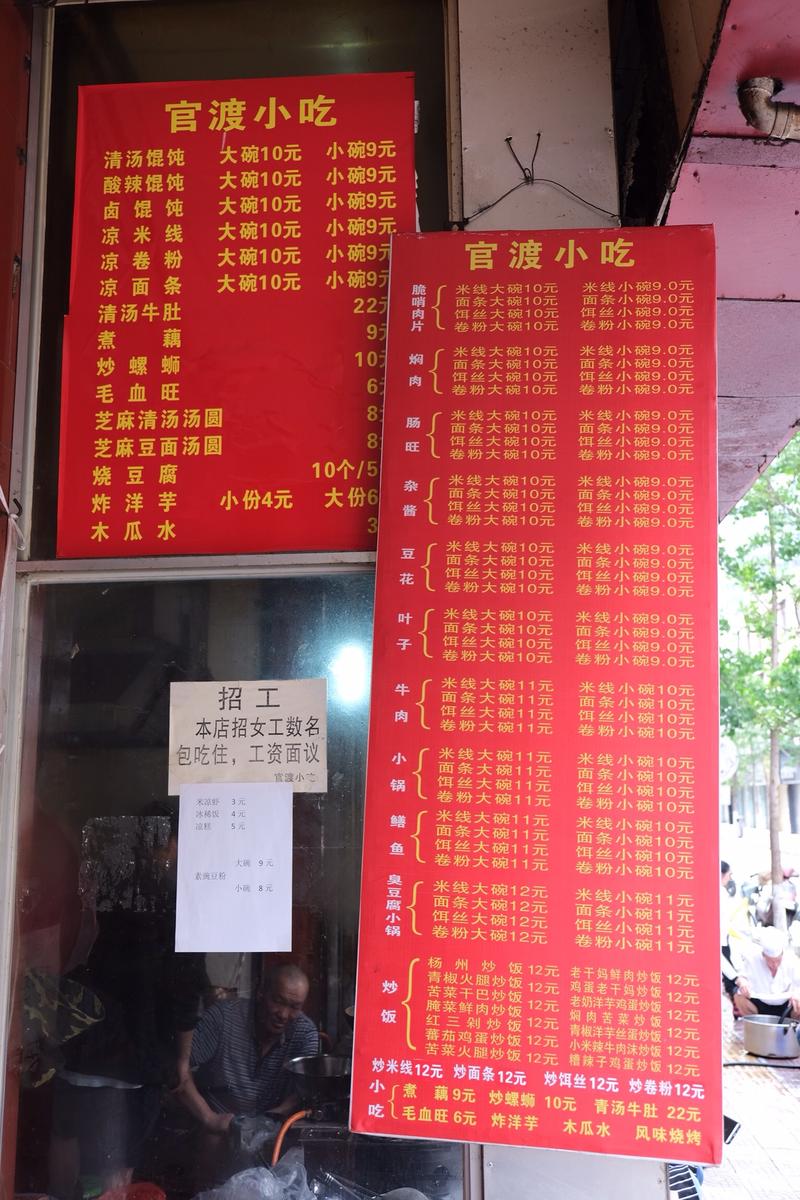 官渡小吃
清汤馄饨 大碗10元 小碗9元
酸辣馄饨 大碗10元 小碗9元
卤馄饨 大碗10元 小碗9元
凉米线 大碗10元 小碗9元
凉卷粉 大碗10元 小碗9元
凉面条 大碗10元 小碗9元
清汤牛肚 22元
煮藕 9元
炒螺蛳 10元
毛血旺 6
芝麻清汤汤圆 8
芝麻豆面汤圆 8
烧豆腐 10个/5
炸洋芋 小份4元 大份6
木瓜水 3
招工
本店招女工数名
包吃住，工资面议
官渡小吃
米凉虾 3元
冰稀饭 4元
凉糕 5元
大碗 9元
素豌豆粉
小碗 8元
官渡小吃
脆哨肉片
米线大碗10元 米线小碗9.0元
面条大碗10元 面条小碗9.0元
饵丝大碗10元 饵丝小碗9.0元
卷粉大碗10元 卷粉小碗9.0元
焖肉
米线大碗10元 米线小碗9.0元
面条大碗10元 面条小碗9.0元
饵丝大碗10元 饵丝小碗9.0元
卷粉大碗10元 卷粉小碗9.0元
肠旺
米线大碗10元 米线小碗9.0元
面条大碗10元 面条小碗9.0元
饵丝大碗10元 饵丝小碗9.0元
卷粉大碗10元 卷粉小碗9.0元
杂酱
米线大碗10元 米线小碗9.0元
面条大碗10元 面条小碗9.0元
饵丝大碗10元 饵丝小碗9.0元
卷粉大碗10元 卷粉小碗9.0元
豆花
米线大碗10元 米线小碗9.0元
面条大碗10元 面条小碗9.0元
饵丝大碗10元 饵丝小碗9.0元
卷粉大碗10元 卷粉小碗9.0元
叶子
米线大碗10元 米线小碗9.0元
面条大碗10元 面条小碗9.0元
饵丝大碗10元 饵丝小碗9.0元
卷粉大碗10元 卷粉小碗9.0元
牛肉
米线大碗11元 米线小碗10元
面条大碗11元 面条小碗10元
饵丝大碗11元 饵丝小碗10元
卷粉大碗11元 卷粉小碗10元
小锅
米线大碗11元 米线小碗10元
面条大碗11元 面条小碗10元
饵丝大碗11元 饵丝小碗10元
卷粉大碗11元 卷粉小碗10元
鳝鱼
米线大碗11元 米线小碗10元
面条大碗11元 面条小碗10元
饵丝大碗11元 饵丝小碗10元
卷粉大碗11元 卷粉小碗10元
臭豆腐小锅
米线大碗12元 米线小碗11元
面条大碗12元 面条小碗11元
饵丝大碗12元 饵丝小碗11元
卷粉大碗12元 卷粉小碗11元
炒饭
杨州炒饭 12元 老干妈鲜肉炒饭 12元
青椒火腿炒饭 12元 鸡蛋老干妈炒饭 12元
苦菜干巴炒饭 12元 老奶洋芋鸡蛋炒饭 12元
腌菜鲜肉炒饭 12元 焖肉苦菜炒饭 12元
红三剁炒饭 12元 青椒洋芋丝蛋炒饭 12元
蕃茄鸡蛋炒饭 12元 小米辣牛肉沫炒饭 12元
苦菜火腿炒饭 12元 糟辣子鸡蛋炒饭 12元
炒米线12元 炒面条12元 炒饵丝12元 炒卷粉12元
小吃
煮藕 9元 炒螺蛳 10元 青汤牛肚 22元
毛血旺 6元 炸洋芋 木瓜水 风味烧烤